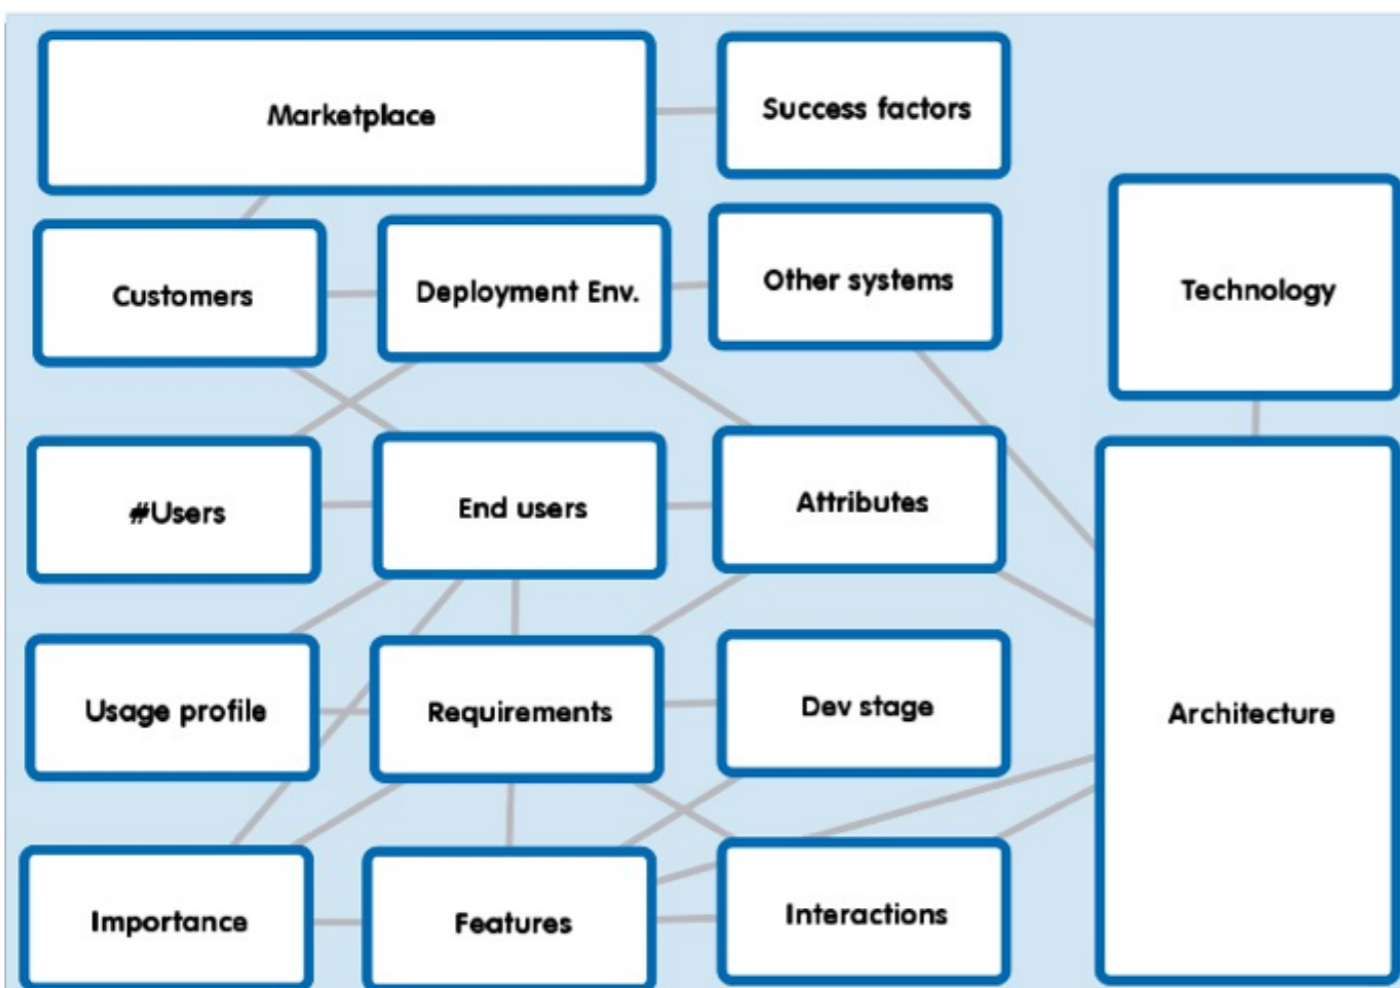 Marketplace
Success factors
Customers
Deployment Env.
Other systems
Technology
#Users
End users
Attributes
Usage profile
Requirements
Dev stage
Architecture
Importance
Features
Interactions